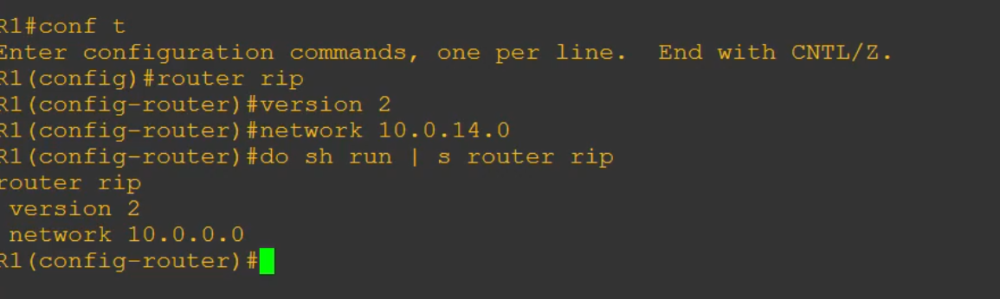 R1#conf t
Enter configuration commands, one per line.  End with CNTL/Z.
R1(config)#router rip
R1(config-router)#version 2
R1(config-router)#network 10.0.14.0
R1(config-router)#do sh run | s router rip
router rip
 version 2
 network 10.0.0.0
R1(config-router)#